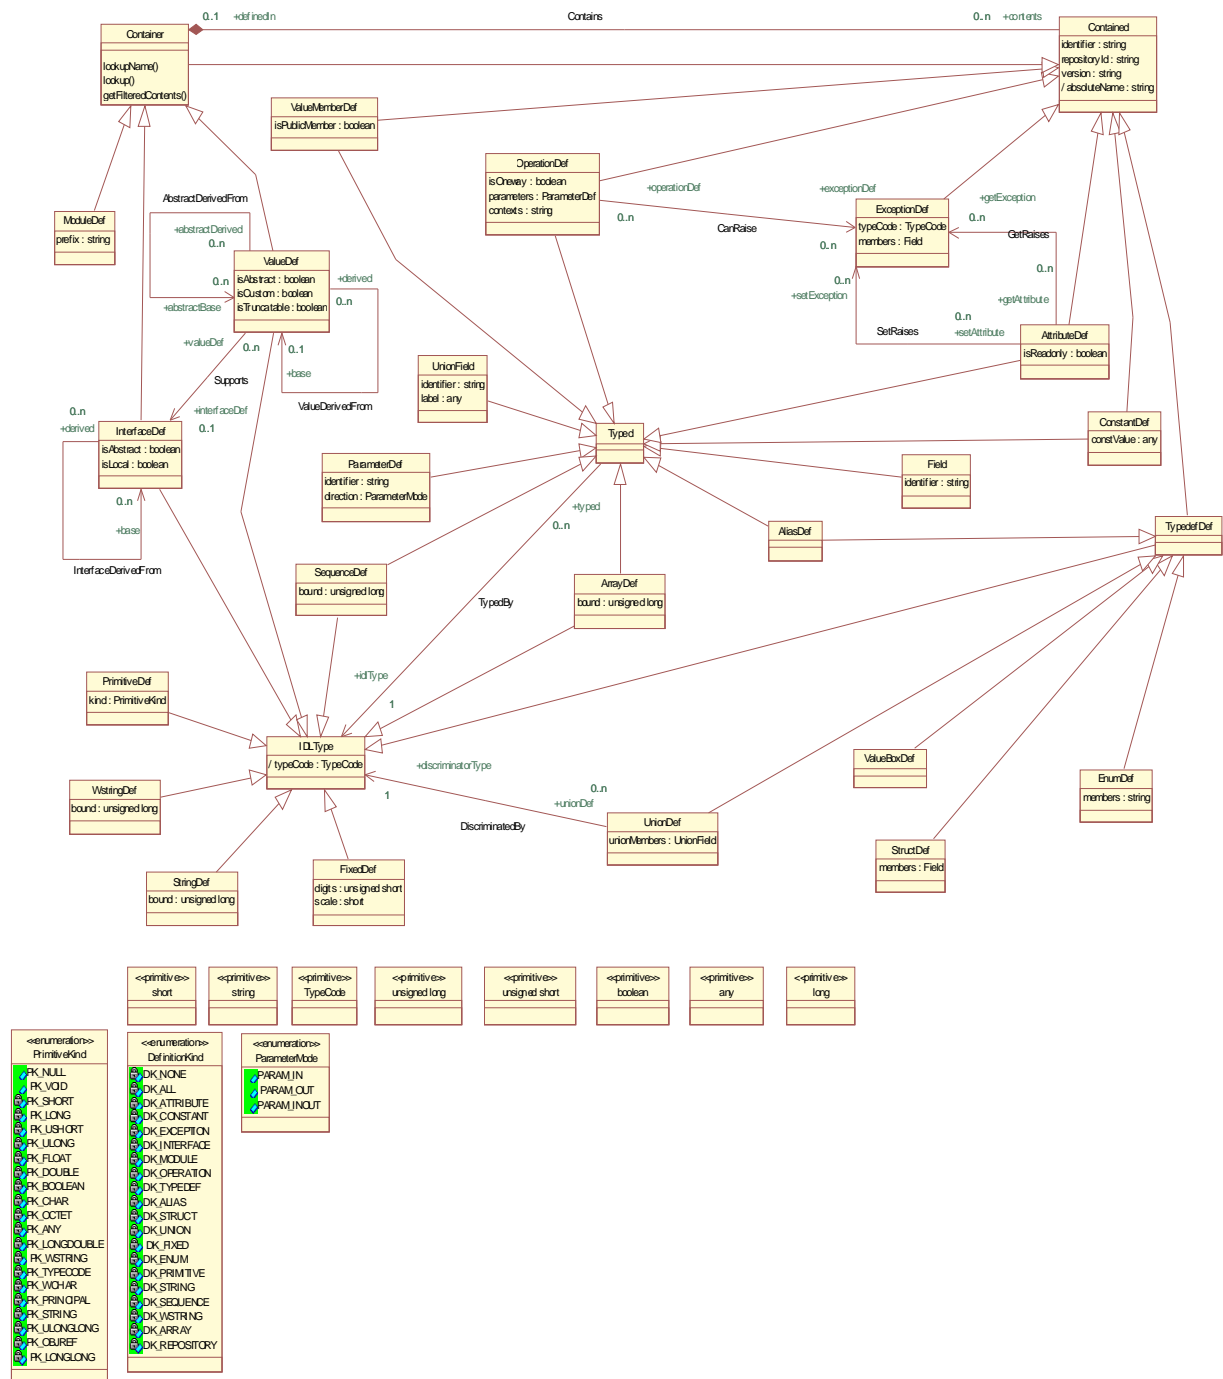 0..1 +definedIn Contains 0..n +contents
Container
lookupName()
lookup()
getFilteredContents()
Contained
identifier : string
repositoryId : string
version : string
/ absoluteName : string
ValueMemberDef
isPublicMember : boolean
OperationDef
isOneway : boolean
parameters : ParameterDef
contexts : string
+operationDef
0..n
CanRaise
+exceptionDef
0..n
ExceptionDef
typeCode : TypeCode
members : Field
+getException
0..n
GetRaises
0..n
+getAttribute
0..n
+setException
SetRaises
0..n
+setAttribute
AttributeDef
isReadonly : boolean
ModuleDef
prefix : string
AbstractDerivedFrom
+abstractDerived
0..n
0..n
+abstractBase
ValueDef
isAbstract : boolean
isCustom : boolean
isTruncatable : boolean
+derived
0..n
0..1
+base
ValueDerivedFrom
+valueDef
0..n
Supports
+interfaceDef
0..1
0..n
+derived
InterfaceDef
isAbstract : boolean
isLocal : boolean
0..n
+base
InterfaceDerivedFrom
UnionField
identifier : string
label : any
Typed
ConstantDef
constValue : any
ParameterDef
identifier : string
direction : ParameterMode
Field
identifier : string
+typed
0..n
AliasDef
TypedefDef
SequenceDef
bound : unsigned long
TypedBy
ArrayDef
bound : unsigned long
+idlType
1
PrimitiveDef
kind : PrimitiveKind
IDLType
/ typeCode : TypeCode
+discriminatorType
1
0..n
+unionDef
DiscriminatedBy
ValueBoxDef
EnumDef
members : string
WstringDef
bound : unsigned long
UnionDef
unionMembers : UnionField
StructDef
members : Field
StringDef
bound : unsigned long
FixedDef
digits : unsigned short
scale : short
<<primitive>>
short
<<primitive>>
string
<<primitive>>
TypeCode
<<primitive>>
unsigned long
<<primitive>>
unsigned short
<<primitive>>
boolean
<<primitive>>
any
<<primitive>>
long
<<enumeration>>
PrimitiveKind
PK_NULL
PK_VOID
PK_SHORT
PK_LONG
PK_USHORT
PK_ULONG
PK_FLOAT
PK_DOUBLE
PK_BOOLEAN
PK_CHAR
PK_OCTET
PK_ANY
PK_LONGDOUBLE
PK_WSTRING
PK_TYPECODE
PK_WCHAR
PK_PRINCIPAL
PK_STRING
PK_ULONGLONG
PK_OBJREF
PK_LONGLONG
<<enumeration>>
DefinitionKind
DK_NONE
DK_ALL
DK_ATTRIBUTE
DK_CONSTANT
DK_EXCEPTION
DK_INTERFACE
DK_MODULE
DK_OPERATION
DK_TYPEDEF
DK_ALIAS
DK_STRUCT
DK_UNION
DK_FIXED
DK_ENUM
DK_PRIMITIVE
DK_STRING
DK_SEQUENCE
DK_WSTRING
DK_ARRAY
DK_REPOSITORY
<<enumeration>>
ParameterMode
PARAM_IN
PARAM_OUT
PARAM_INOUT